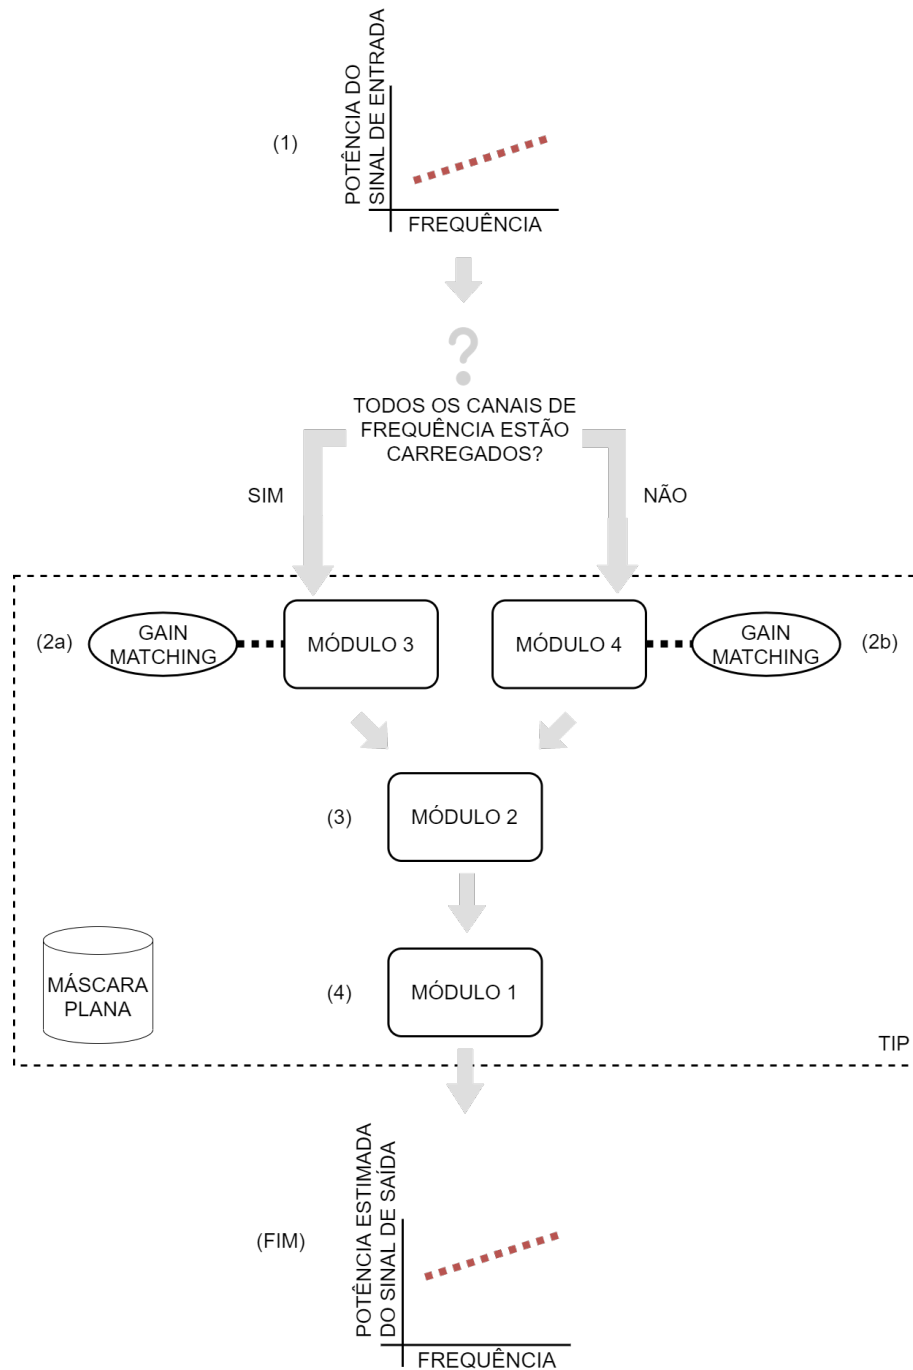 POTÊNCIA DO
SINAL DE ENTRADA
(1)
FREQUÊNCIA
?
TODOS OS CANAIS DE
FREQUÊNCIA ESTÃO
CARREGADOS?
SIM
NÃO
(2a)
GAIN
MATCHING
MÓDULO 3
MÓDULO 4
GAIN
MATCHING
(2b)
(3)
MÓDULO 2
MÁSCARA
PLANA
(4)
MÓDULO 1
TIP
POTÊNCIA ESTIMADA
DO SINAL DE SAÍDA
(FIM)
FREQUÊNCIA